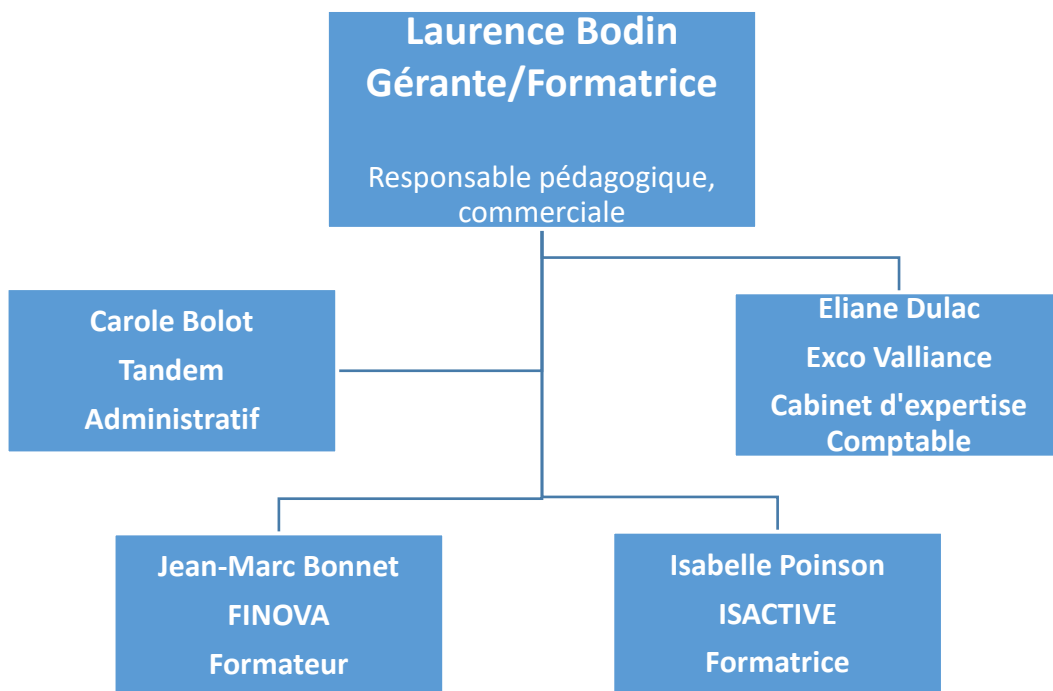 Laurence Bodin
Gérante/Formatrice
Responsable pédagogique,
commerciale
Carole Bolot
Tandem
Administratif
Eliane Dulac
Exco Valliance
Cabinet d'expertise
Comptable
Jean-Marc Bonnet
FINOVA
Formateur
Isabelle Poinson
ISACTIVE
Formatrice